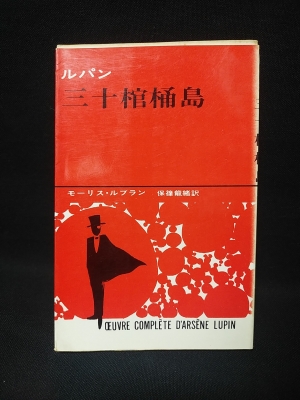 ルパン
三十棺桶島
モーリス・ルブラン 保篠龍緒訳
ŒUVRE COMPLÈTE D'ARSÈNE LUPIN